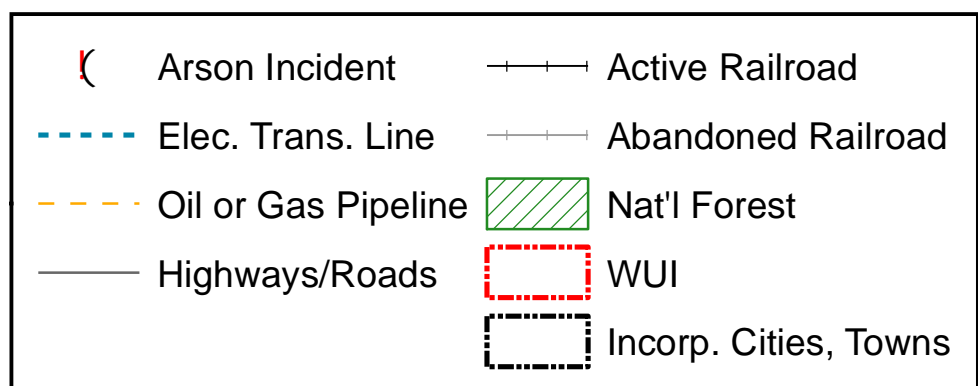 Arson Incident
Elec. Trans. Line
Oil or Gas Pipeline
Highways/Roads
Active Railroad
Abandoned Railroad
Nat'l Forest
WUI
Incorp. Cities, Towns